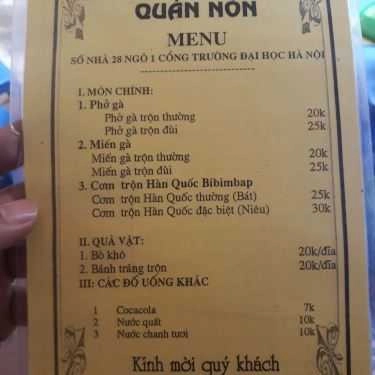 QUÁN NON
MENU
SỐ NHÀ 28 NGÕ 1 CỔNG TRƯỜNG ĐẠI HỌC HÀ NỘI
I. MÓN CHÍNH:
1. Phở gà
Phở gà trộn thường 20k
Phở gà trộn đùi 25k
2. Miến gà
Miến gà trộn thường 20k
Miến gà trộn đùi 25k
3. Cơm trộn Hàn Quốc Bibimbap
Cơm trộn Hàn Quốc thường (Bát) 25k
Cơm trộn Hàn Quốc đặc biệt (Niêu) 30k
II. QUÀ VẶT:
1. Bò khô 20k/đĩa
2. Bánh tráng trộn 20k/đĩa
III: CÁC ĐỒ UỐNG KHÁC
1 Cocacola 7k
2 Nước quất 10k
3 Nước chanh tươi 10k
Kính mời quý khách